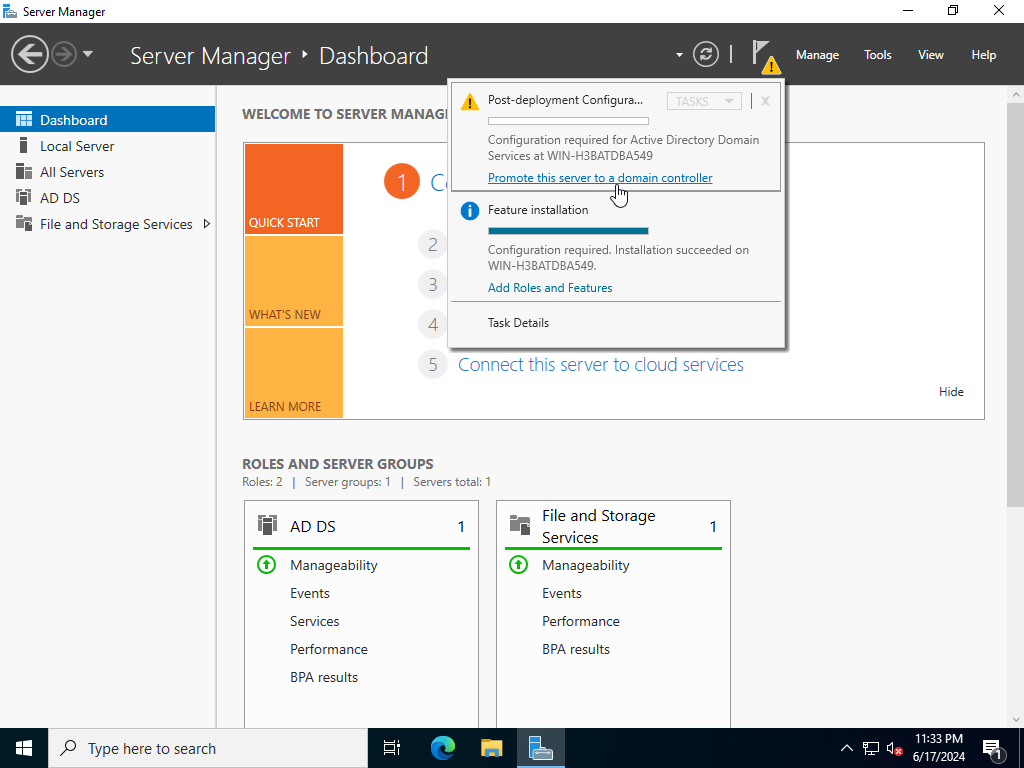 Server Manager
Server Manager
Dashboard
Manage
Tools
View
Help
Dashboard
Local Server
All Servers
AD DS
File and Storage Services
WELCOME TO SERVER MANAG
QUICK START
WHAT'S NEW
LEARN MORE
1
2
3
4
5 Connect this server to cloud services
Hide
Post-deployment Configura...
TASKS
X
Configuration required for Active Directory Domain
Services at WIN-H3BATDBA549
Promote this server to a domain controller
Feature installation
Configuration required. Installation succeeded on
WIN-H3BATDBA549.
Add Roles and Features
Task Details
ROLES AND SERVER GROUPS
Roles: 2 | Server groups: 1 | Servers total: 1
AD DS 1
Manageability
Events
Services
Performance
BPA results
File and Storage
Services
1
Manageability
Events
Performance
BPA results
Type here to search
11:33 PM
6/17/2024
1